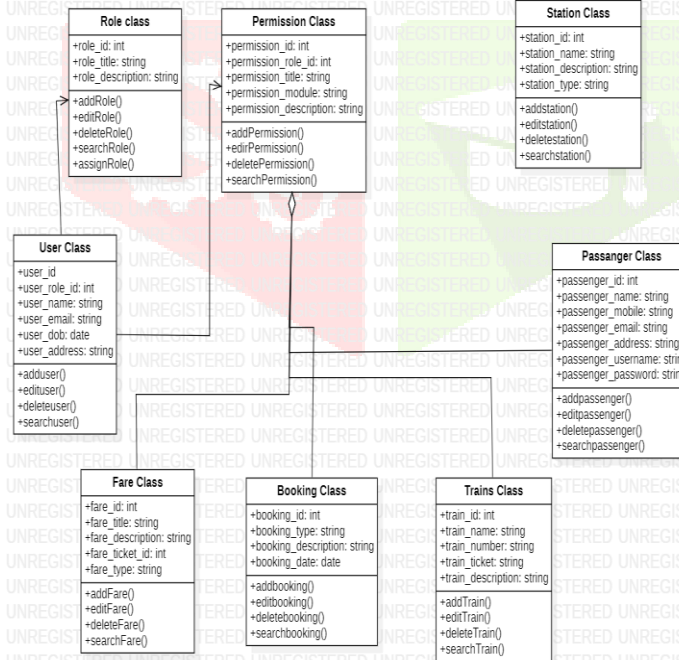 Role class
+role_id: int
+role_title: string
+role_description: string
+addRole()
+editRole()
+deleteRole()
+searchRole()
+assignRole()
Permission Class
+permission_id: int
+permission_role_id: int
+permission_title: string
+permission_module: string
+permission_description: string
+addPermission()
+edirPermission()
+deletePermission()
+searchPermission()
Station Class
+station_id: int
+station_name: string
+station_description: string
+station_type: string
+addstation()
+editstation()
+deletestation()
+searchstation()
User Class
+user_id
+user_role_id: int
+user_name: string
+user_email: string
+user_dob: date
+user_address: string
+adduser()
+edituser()
+deleteuser()
+searchuser()
Passanger Class
+passenger_id: int
+passenger_name: string
+passenger_mobile: string
+passenger_email: string
+passenger_address: string
+passenger_username: strin
+passenger_password: strin
+addpassenger()
+editpassenger()
+deletepassenger()
+searchpassenger()
Fare Class
+fare_id: int
+fare_title: string
+fare_description: string
+fare_ticket_id: int
+fare_type: string
+addFare()
+editFare()
+deleteFare()
+searchFare()
Booking Class
+booking_id: int
+booking_type: string
+booking_description: string
+booking_date: date
+addbooking()
+editbooking()
+deletebooking()
+searchbooking()
Trains Class
+train_id: int
+train_name: string
+train_number: string
+train_ticket: string
+train_description: string
+addTrain()
+editTrain()
+deleteTrain()
+searchTrain()
UNREGISTERED